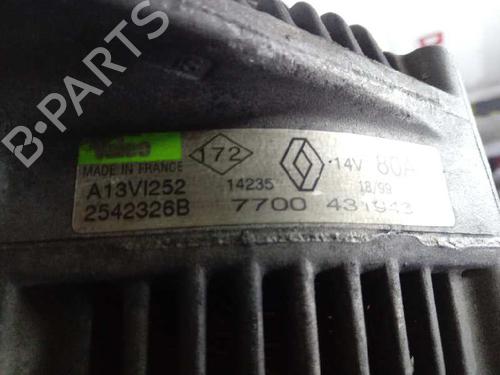 B-PARTS
Valeo
MADE IN FRANCE
172
14V 80A
A13VI252
14235
18/99
2542326B
7700 431943